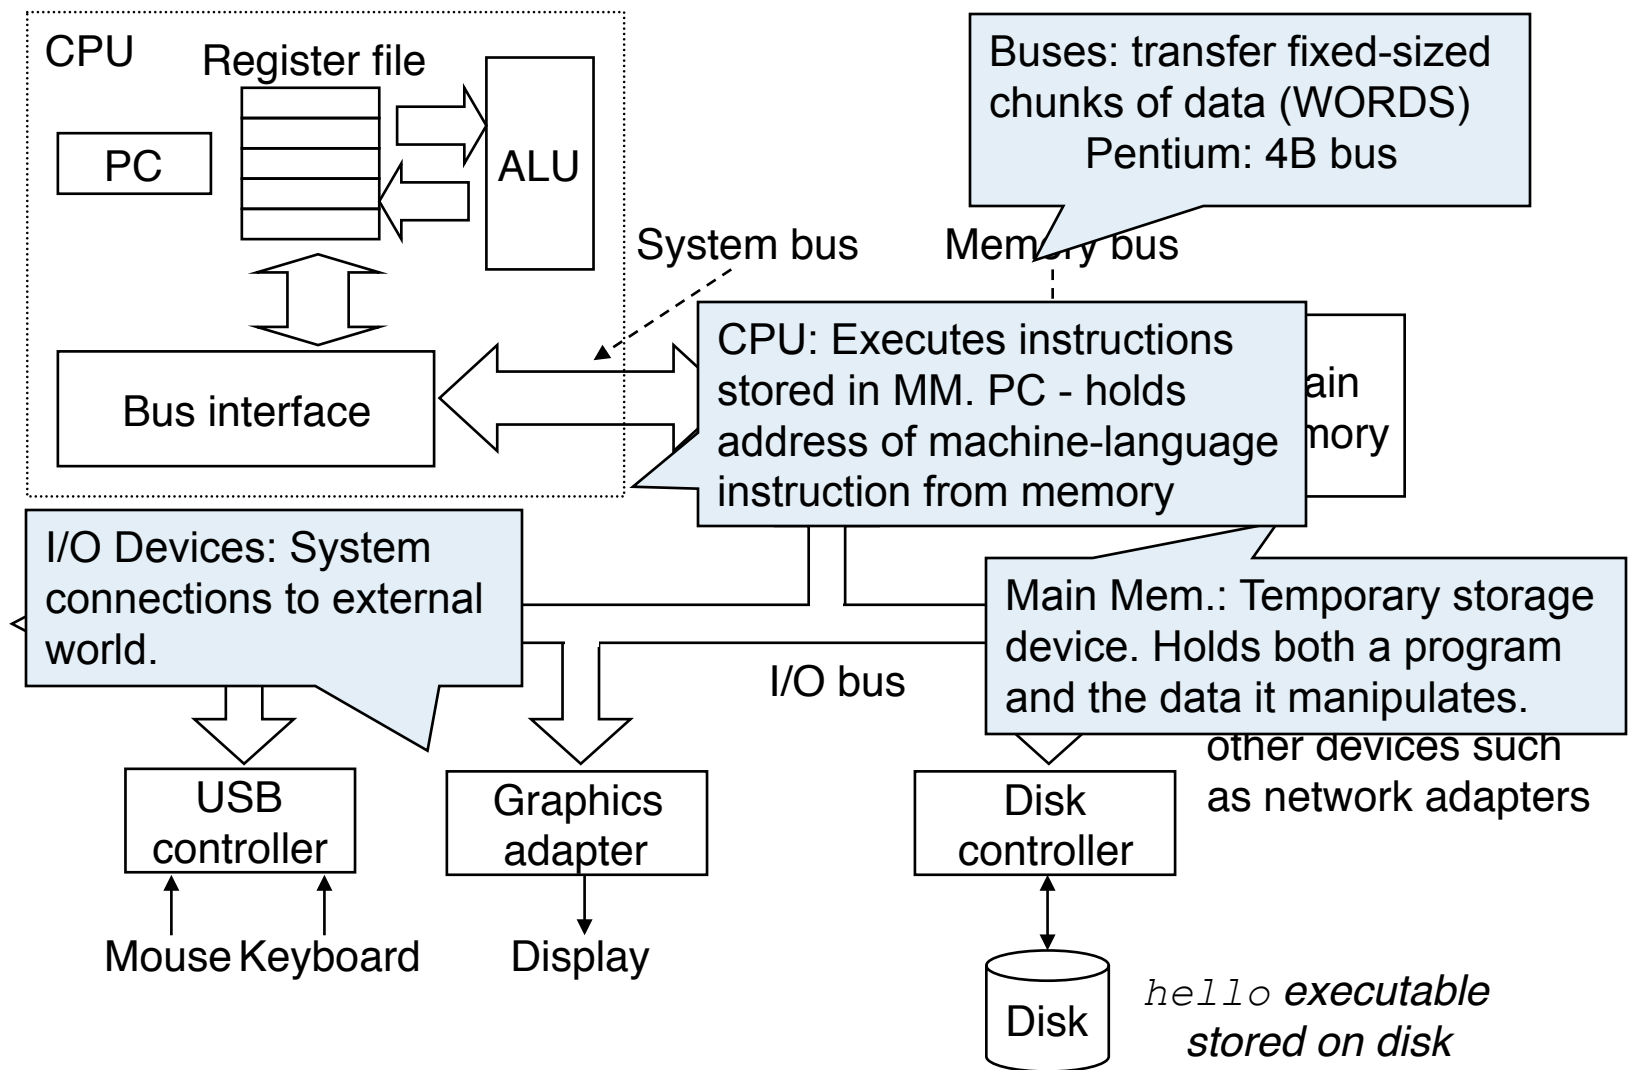 CPU
Register file
PC
ALU
Buses: transfer fixed-sized
chunks of data (WORDS)
Pentium: 4B bus
System bus
Memory bus
CPU: Executes instructions
stored in MM. PC - holds
address of machine-language
instruction from memory
ain
mory
Bus interface
I/O Devices: System
connections to external
world.
Main Mem.: Temporary storage
device. Holds both a program
and the data it manipulates.
I/O bus
other devices such
as network adapters
USB
controller
Graphics
adapter
Disk
controller
Mouse
Keyboard
Display
Disk
hello executable
stored on disk